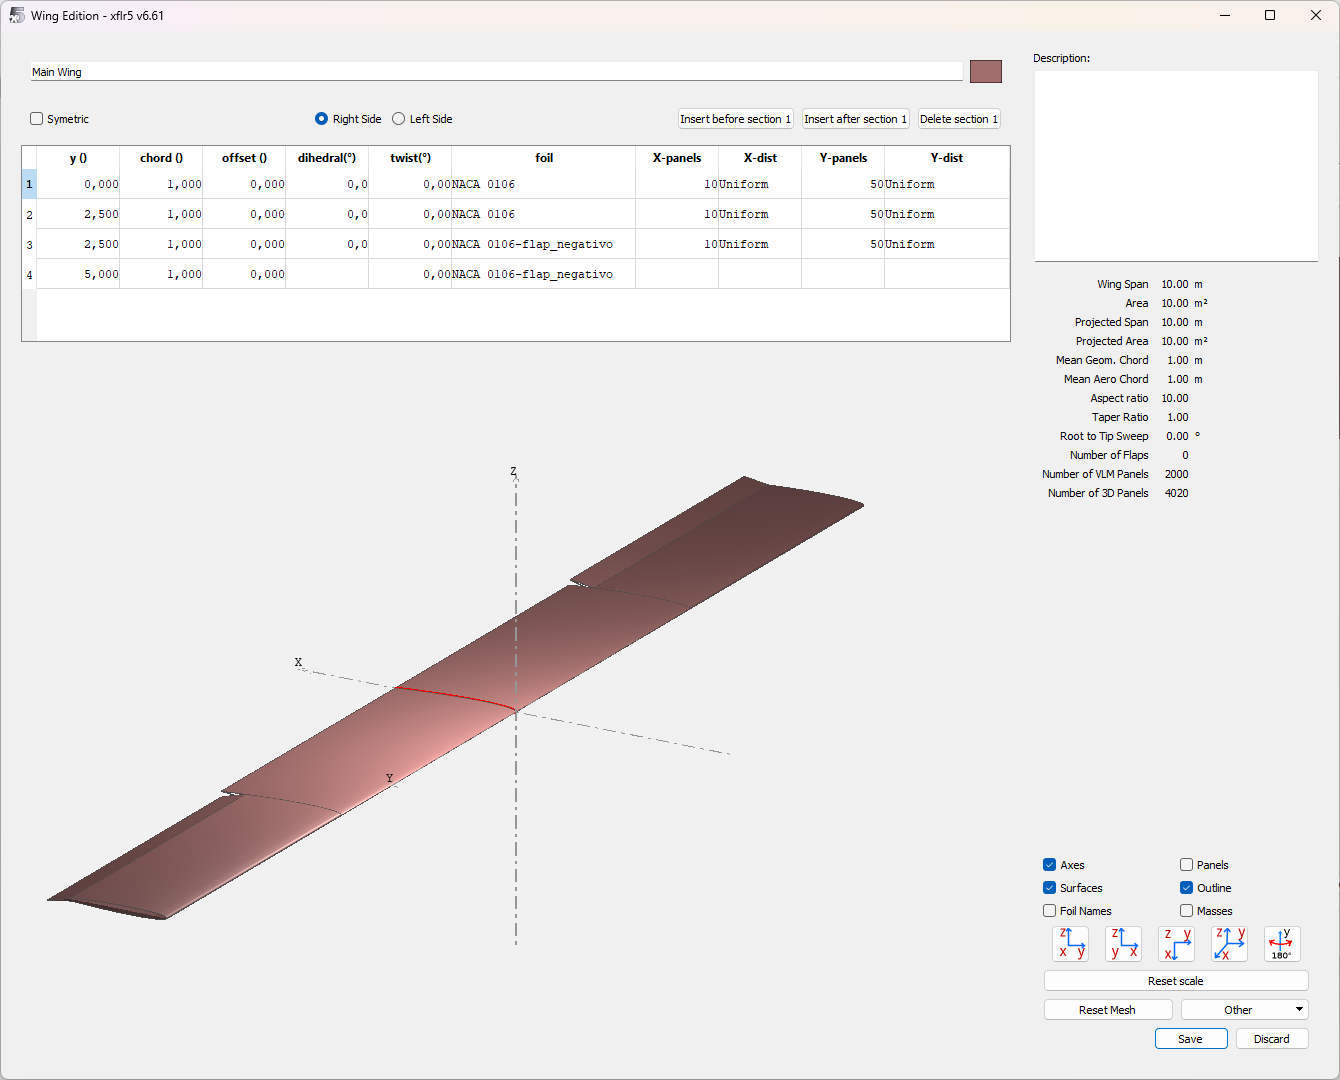 Wing Edition - xflr5 v6.61
Description:
Main Wing
Symetric
Right Side
Left Side
Insert before section 1
Insert after section 1
Delete section 1
y () chord () offset () dihedral(°) twist(°) foil X-panels X-dist Y-panels Y-dist
1 0,000 1,000 0,000 0,0 0,00 NACA 0106 10 Uniform 50 Uniform
2 2,500 1,000 0,000 0,0 0,00 NACA 0106 10 Uniform 50 Uniform
3 2,500 1,000 0,000 0,0 0,00 NACA 0106-flap_negativo 10 Uniform 50 Uniform
4 5,000 1,000 0,000 0,00 NACA 0106-flap_negativo
Wing Span 10.00 m
Area 10.00 m²
Projected Span 10.00 m
Projected Area 10.00 m²
Mean Geom. Chord 1.00 m
Mean Aero Chord 1.00 m
Aspect ratio 10.00
Taper Ratio 1.00
Root to Tip Sweep 0.00 °
Number of Flaps 0
Number of VLM Panels 2000
Number of 3D Panels 4020
Z
X
Y
Axes
Panels
Surfaces
Outline
Foil Names
Masses
z x y
z y x
z y x
z y x
y 180°
Reset scale
Reset Mesh
Other
Save
Discard